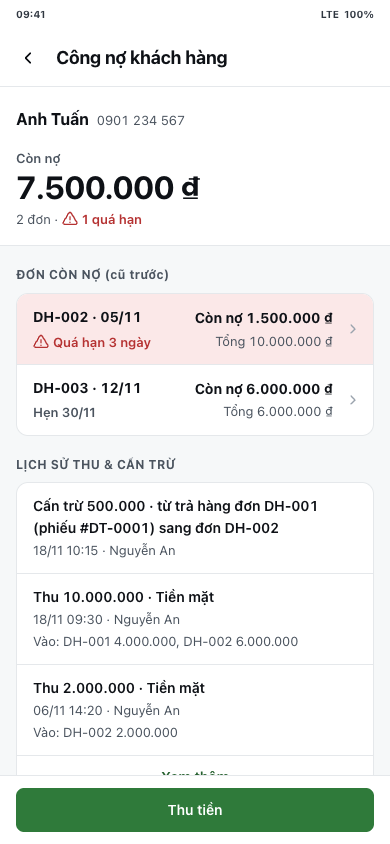 09:41 LTE 100%
Công nợ khách hàng
Anh Tuấn 0901 234 567
Còn nợ
7.500.000 ₫
2 đơn · 1 quá hạn
ĐƠN CÒN NỢ (cũ trước)
DH-002 · 05/11 Còn nợ 1.500.000 ₫
Quá hạn 3 ngày Tổng 10.000.000 ₫
DH-003 · 12/11 Còn nợ 6.000.000 ₫
Hẹn 30/11 Tổng 6.000.000 ₫
LỊCH SỬ THU & CẤN TRỪ
Cấn trừ 500.000 · từ trả hàng đơn DH-001
(phiếu #DT-0001) sang đơn DH-002
18/11 10:15 · Nguyễn An
Thu 10.000.000 · Tiền mặt
18/11 09:30 · Nguyễn An
Vào: DH-001 4.000.000, DH-002 6.000.000
Thu 2.000.000 · Tiền mặt
06/11 14:20 · Nguyễn An
Vào: DH-002 2.000.000
Xem thêm
Thu tiền